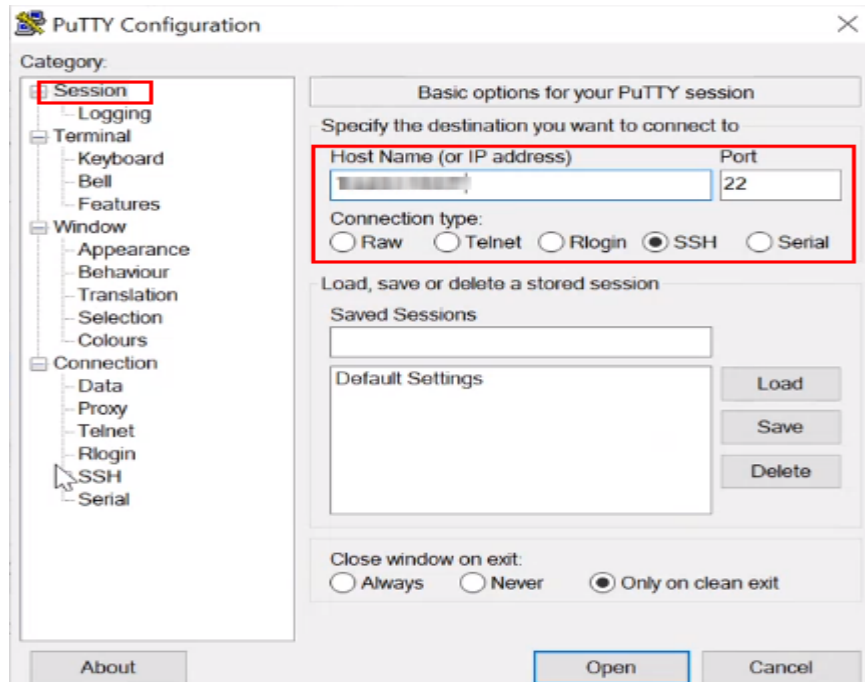 PuTTY Configuration
Category:
Session
Logging
Terminal
Keyboard
Bell
Features
Window
Appearance
Behaviour
Translation
Selection
Colours
Connection
Data
Proxy
Telnet
Rlogin
SSH
Serial
Basic options for your PuTTY session
Specify the destination you want to connect to
Host Name (or IP address) Port
22
Connection type:
Raw Telnet Rlogin SSH Serial
Load, save or delete a stored session
Saved Sessions
Default Settings
Load
Save
Delete
Close window on exit:
Always Never Only on clean exit
About Open Cancel